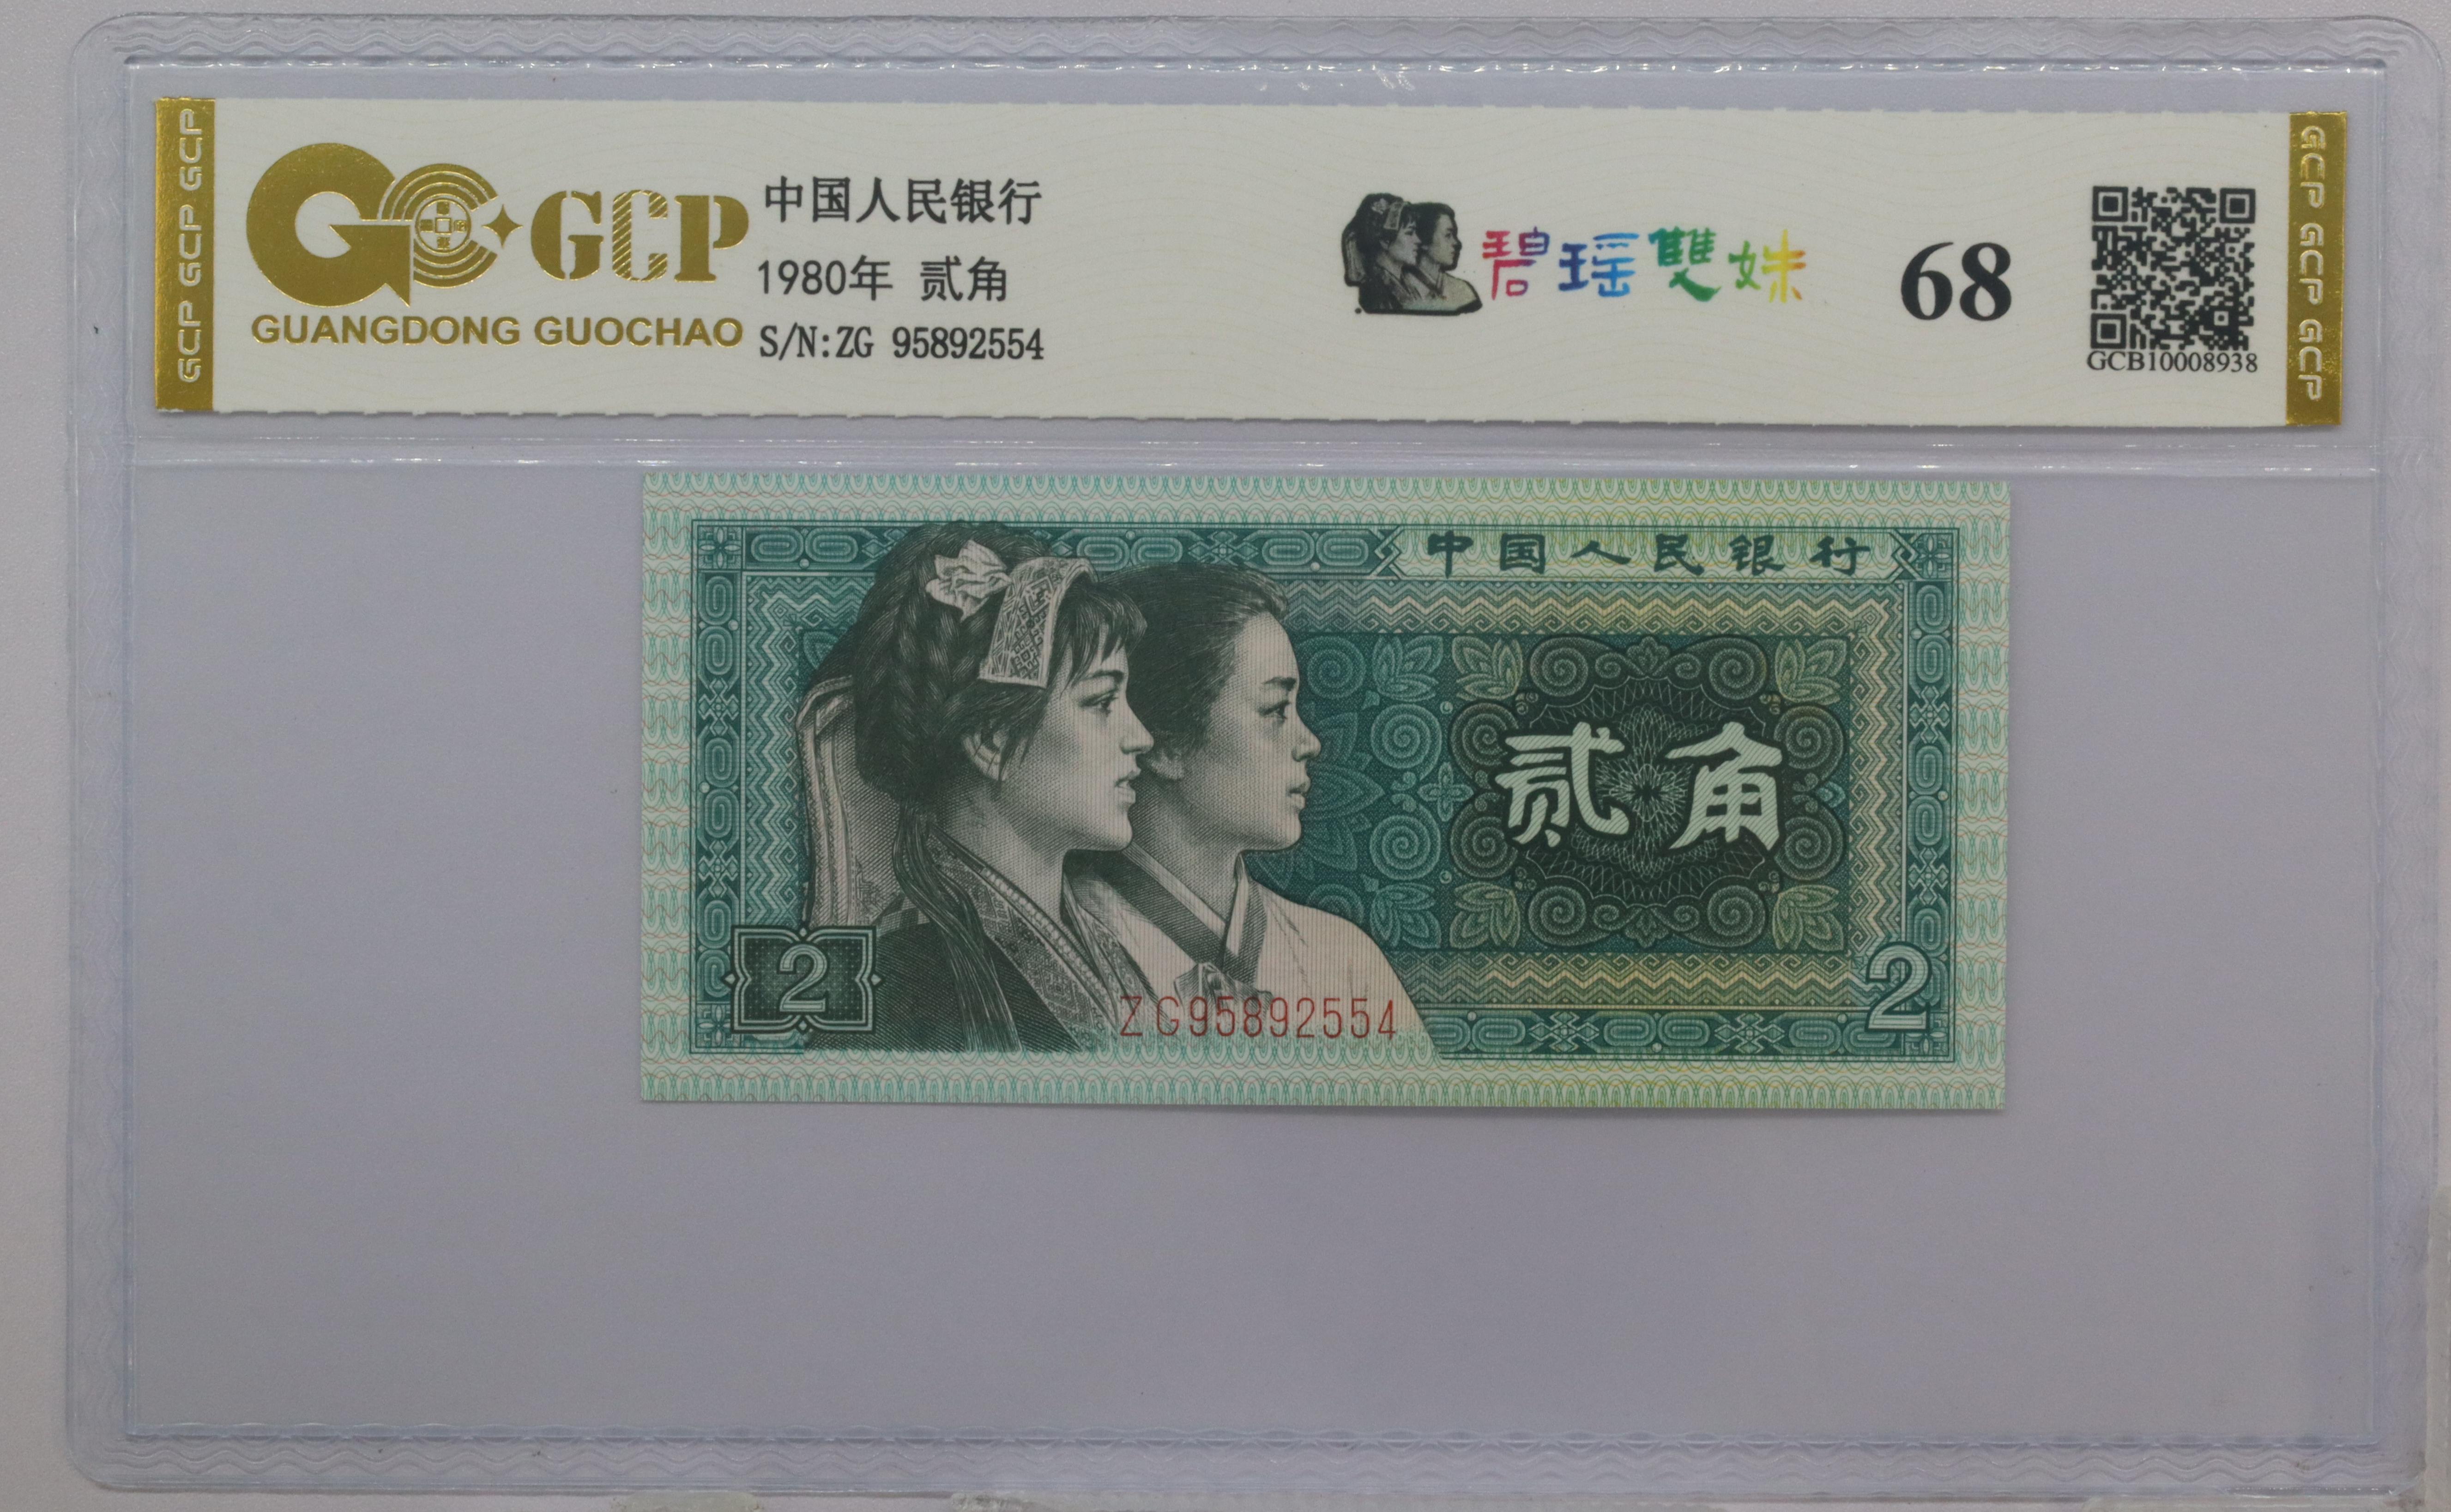 GCP GCP GCP
GCP
GUANGDONG GUOCHAO
中国人民银行
1980年 贰角
S/N:ZG 95892554
碧瑶雙姝
68
GCB10008938
GCP GCP GCP
中国人民银行
贰角
2
ZG95892554
2